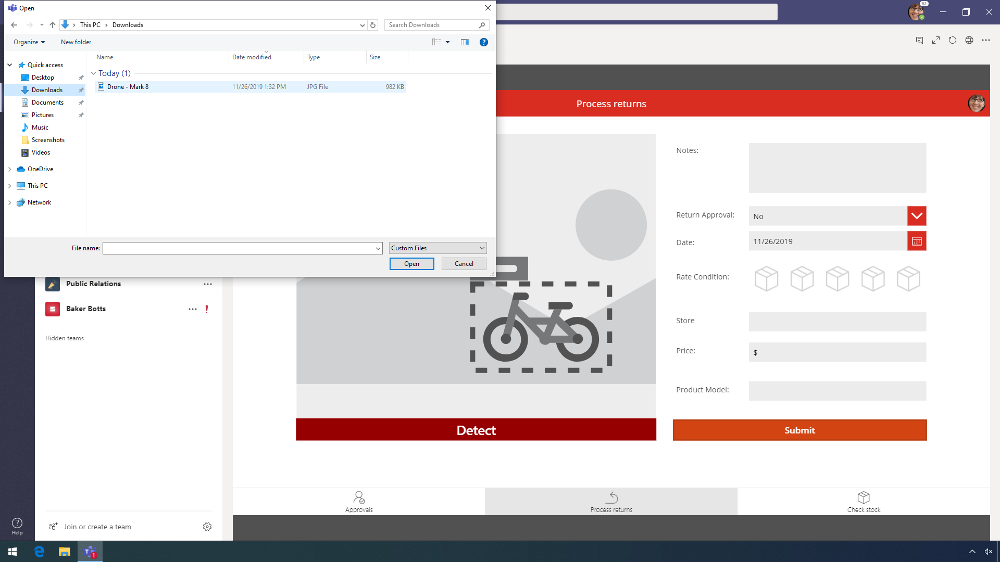 Open
This PC
Downloads
Search Downloads
R2
Organize
New folder
Name
Date modified
Type
Size
Quick access
Today (1)
Desktop
Drone - Mark 8
11/26/2019 1:32 PM
JPG File
982 KB
Downloads
Documents
Pictures
Music
Screenshots
Videos
OneDrive
This PC
Network
File name:
Custom Files
Open
Cancel
Public Relations
Baker Botts
Hidden teams
Join or create a team
Help
Process returns
Notes:
Return Approval:
No
Date:
11/26/2019
Rate Condition:
Store
Price:
$
Product Model:
Detect
Submit
Approvals
Process returns
Check stock
1